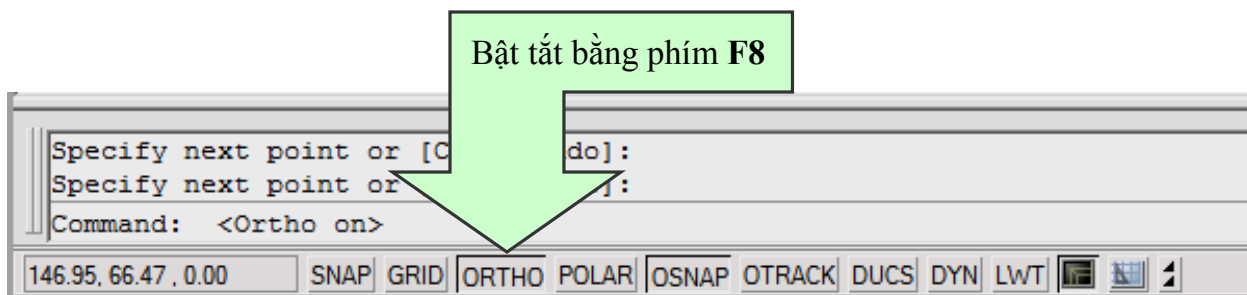 Bật tắt bằng phím F8
Specify next point or [C do]:
Specify next point or ]:
Command: <Ortho on>
146.95, 66.47 , 0.00 SNAP GRID ORTHO POLAR OSNAP OTRACK DUCS DYN LWT